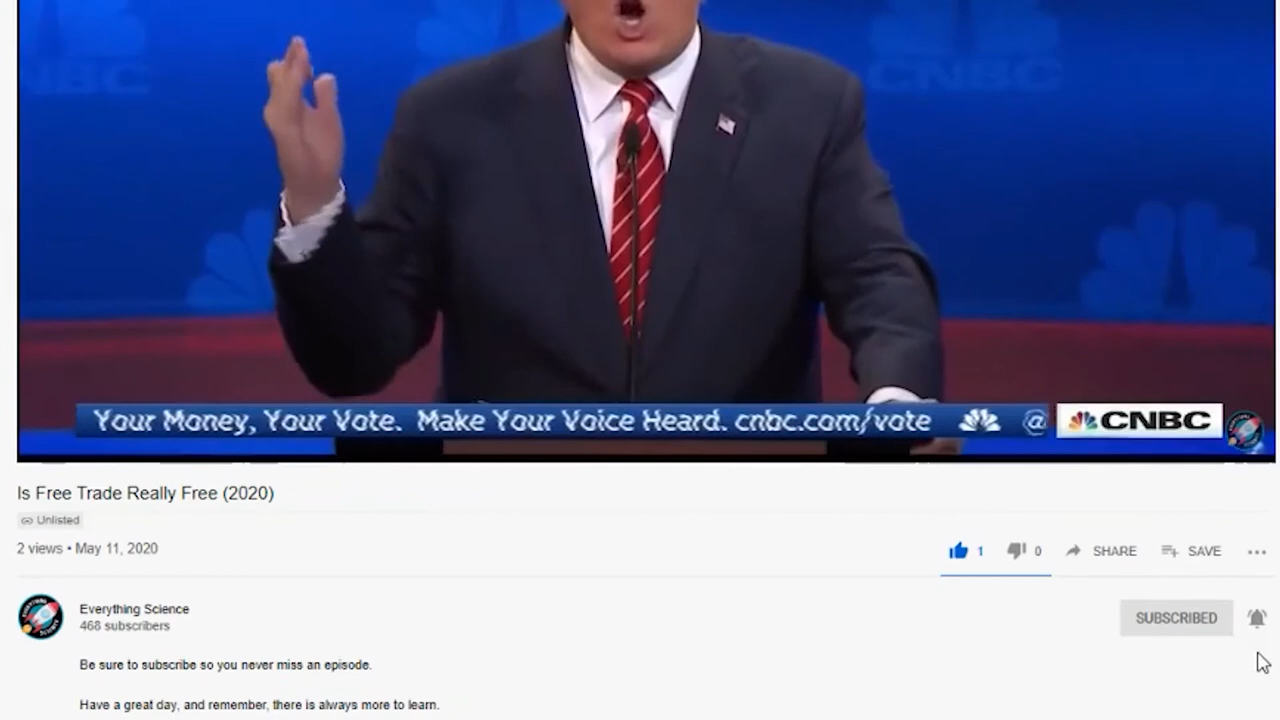 CNBC
CNBC
Your Money, Your Vote. Make Your Voice Heard. cnbc.com/vote @ CNBC
Is Free Trade Really Free (2020)
Unlisted
2 views • May 11, 2020
1 0 SHARE SAVE
Everything Science
468 subscribers
SUBSCRIBED
Be sure to subscribe so you never miss an episode.
Have a great day, and remember, there is always more to learn.